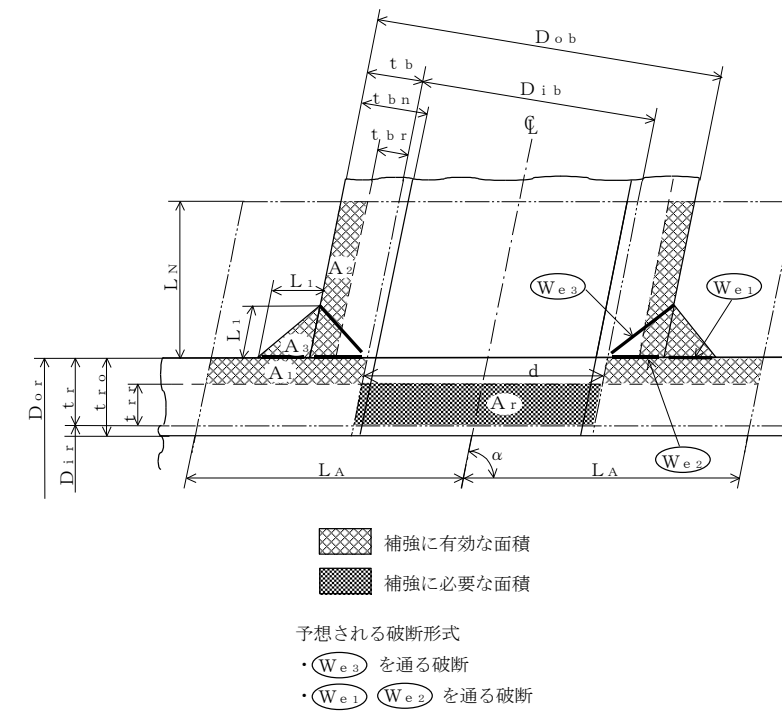 Dob
tb
Dib
tbn
tbr
℄
LN
A2
L1
We3
We1
L1
A3
A1
d
Dor
tr
tro
trr
Ar
Dir
We2
α
LA
LA
補強に有効な面積
補強に必要な面積
予想される破断形式
・We3 を通る破断
・We1 We2 を通る破断